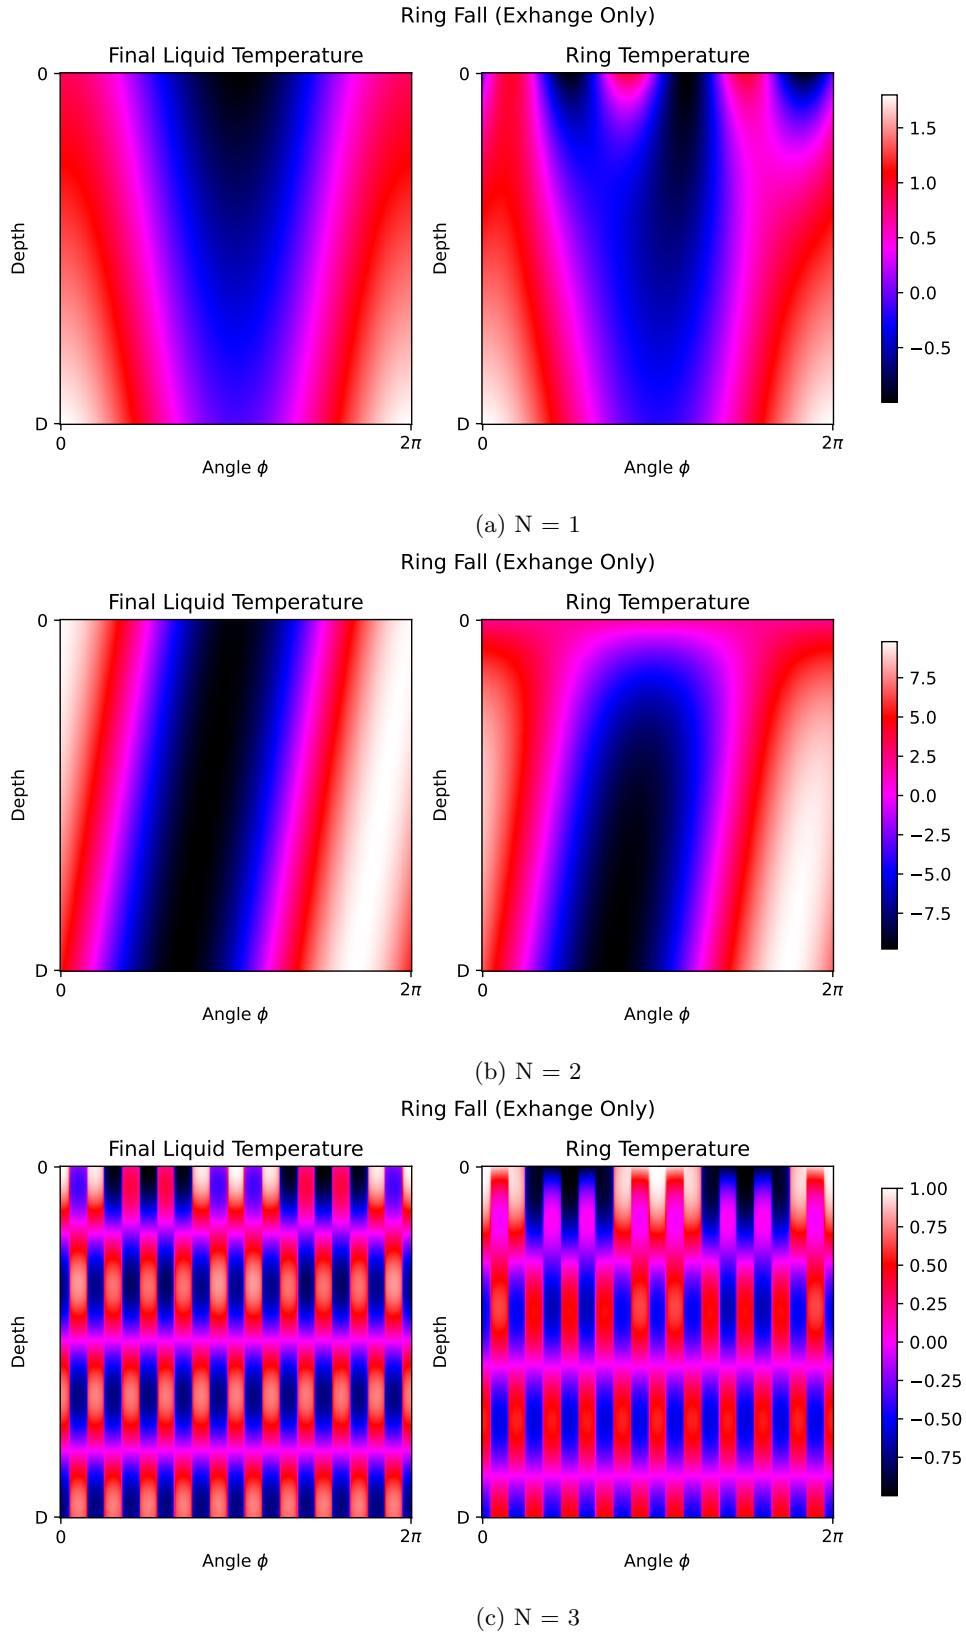 Ring Fall (Exhange Only)
Final Liquid Temperature
Ring Temperature
0
0
Depth
Depth
D
D
0
2π
0
2π
Angle ϕ
Angle ϕ
1.5
1.0
0.5
0.0
−0.5
(a) N = 1
Ring Fall (Exhange Only)
Final Liquid Temperature
Ring Temperature
0
0
Depth
Depth
D
D
0
2π
0
2π
Angle ϕ
Angle ϕ
7.5
5.0
2.5
0.0
−2.5
−5.0
−7.5
(b) N = 2
Ring Fall (Exhange Only)
Final Liquid Temperature
Ring Temperature
0
0
Depth
Depth
D
D
0
2π
0
2π
Angle ϕ
Angle ϕ
1.00
0.75
0.50
0.25
0.00
−0.25
−0.50
−0.75
(c) N = 3